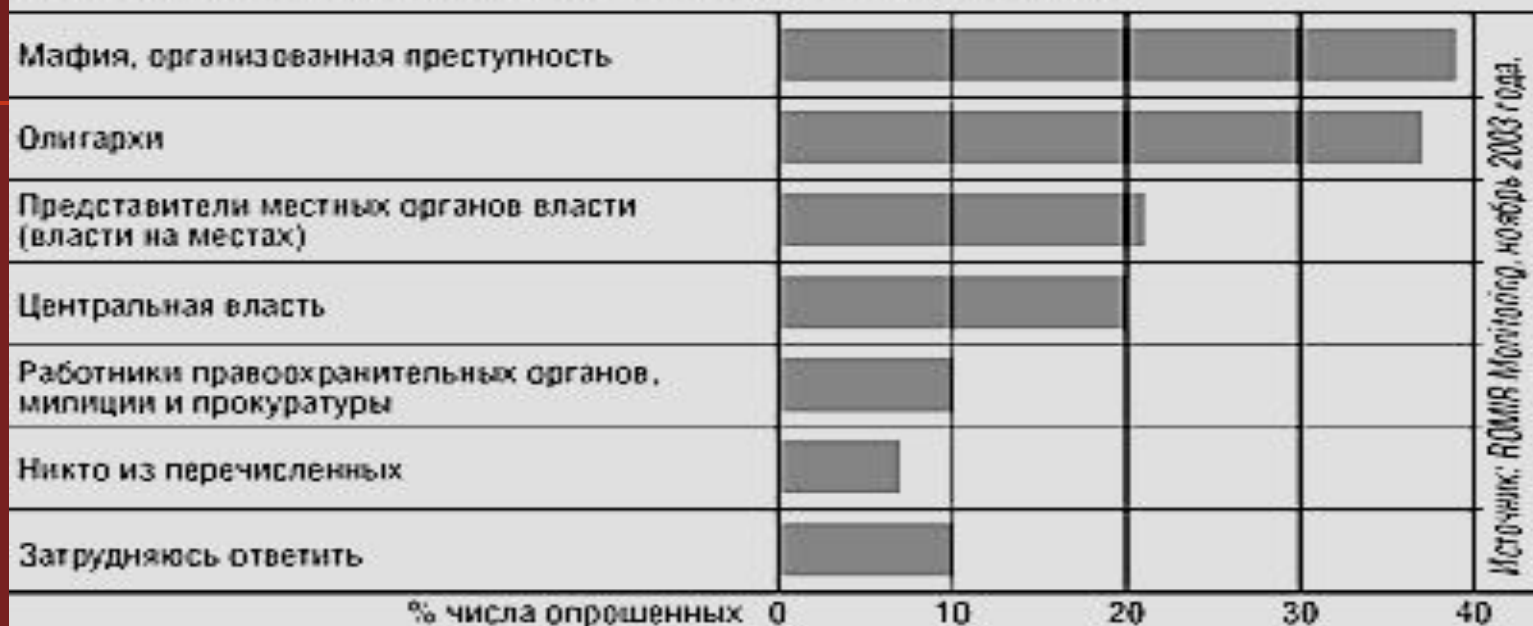 Мафия, организованная преступность
Олигархи
Представители местных органов власти
(власти на местах)
Центральная власть
Работники правоохранительных органов,
милиции и прокуратуры
Никто из перечисленных
Затрудняюсь ответить
% числа опрошенных 0 10 20 30 40
Источник: ROMIR Monitoring, ноябрь 2003 года.